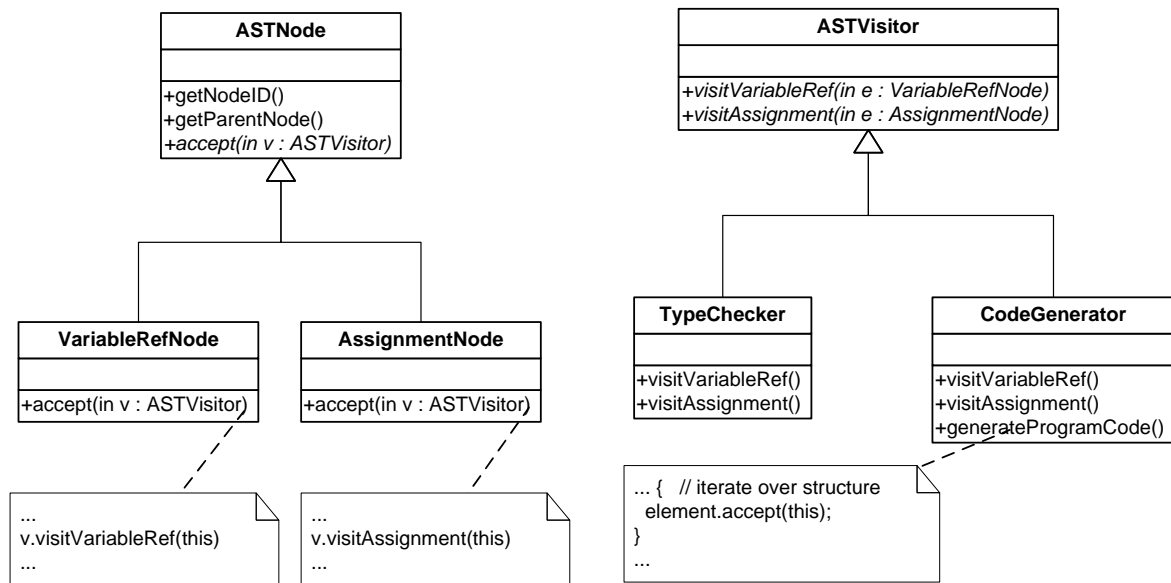 ASTNode
+getNodeID()
+getParentNode()
+accept(in v : ASTVisitor)
ASTVisitor
+visitVariableRef(in e : VariableRefNode)
+visitAssignment(in e : AssignmentNode)
VariableRefNode
+accept(in v : ASTVisitor)
AssignmentNode
+accept(in v : ASTVisitor)
TypeChecker
+visitVariableRef()
+visitAssignment()
CodeGenerator
+visitVariableRef()
+visitAssignment()
+generateProgramCode()
...
v.visitVariableRef(this)
...
...
v.visitAssignment(this)
...
... {   // iterate over structure
element.accept(this);
}
...